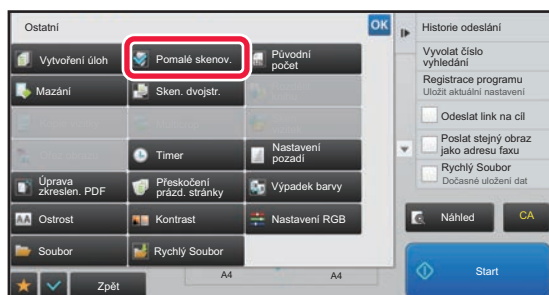 Ostatní
OK
Vytvoření úloh
Pomalé skenov.
Původní
počet
Mazání
Sken. dvojstr.
Timer
Nastavení
pozadí
Úprava
zkreslen. PDF
Přeskočení
prázd. stránky
Výpadek barvy
AA
Ostrost
Kontrast
Nastavení RGB
Soubor
Rychlý Soubor
Zpět
A4
A4
Historie odeslání
Vyvolat číslo
vyhledání
Registrace programu
Uložit aktuální nastavení
Odeslat link na cíl
Poslat stejný obraz
jako adresu faxu
Rychlý Soubor
Dočasné uložení dat
Náhled
CA
Start